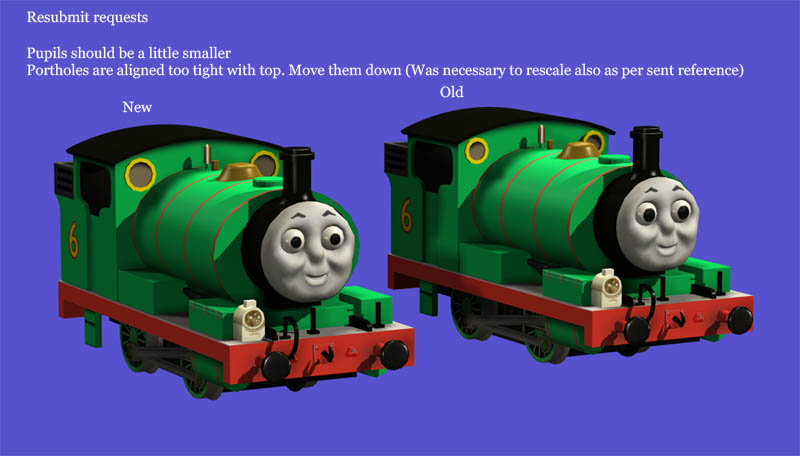 Resubmit requests
Pupils should be a little smaller
Portholes are aligned too tight with top. Move them down (Was necessary to rescale also as per sent reference)
New
Old
6
6